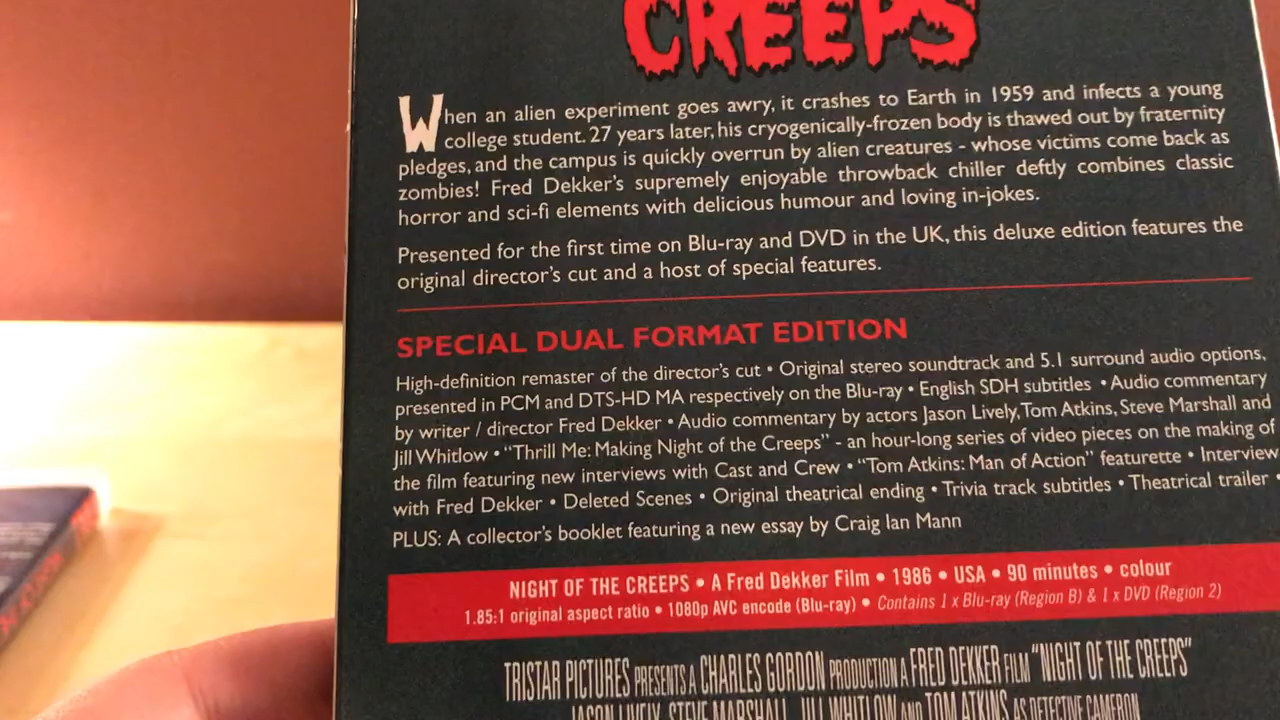 CREEPS
When an alien experiment goes awry, it crashes to Earth in 1959 and infects a young
college student. 27 years later, his cryogenically-frozen body is thawed out by fraternity
pledges, and the campus is quickly overrun by alien creatures - whose victims come back as
zombies! Fred Dekker's supremely enjoyable throwback chiller deftly combines classic
horror and sci-fi elements with delicious humour and loving in-jokes.
Presented for the first time on Blu-ray and DVD in the UK, this deluxe edition features the
original director's cut and a host of special features.
SPECIAL DUAL FORMAT EDITION
High-definition remaster of the director's cut • Original stereo soundtrack and 5.1 surround audio options,
presented in PCM and DTS-HD MA respectively on the Blu-ray • English SDH subtitles • Audio commentary
by writer / director Fred Dekker • Audio commentary by actors Jason Lively, Tom Atkins, Steve Marshall and
Jill Whitlow • "Thrill Me: Making Night of the Creeps" - an hour-long series of video pieces on the making of
the film featuring new interviews with Cast and Crew • "Tom Atkins: Man of Action" featurette • Interview
with Fred Dekker • Deleted Scenes • Original theatrical ending • Trivia track subtitles • Theatrical trailer •
PLUS: A collector's booklet featuring a new essay by Craig Ian Mann
NIGHT OF THE CREEPS • A Fred Dekker Film • 1986 • USA • 90 minutes • colour
1.85:1 original aspect ratio • 1080p AVC encode (Blu-ray) • Contains 1 x Blu-ray (Region B) & 1 x DVD (Region 2)
TRISTAR PICTURES PRESENTS A CHARLES GORDON PRODUCTION A FRED DEKKER FILM "NIGHT OF THE CREEPS"
JASON LIVELY, STEVE MARSHALL, JILL WHITLOW AND TOM ATKINS AS DETECTIVE CAMERON